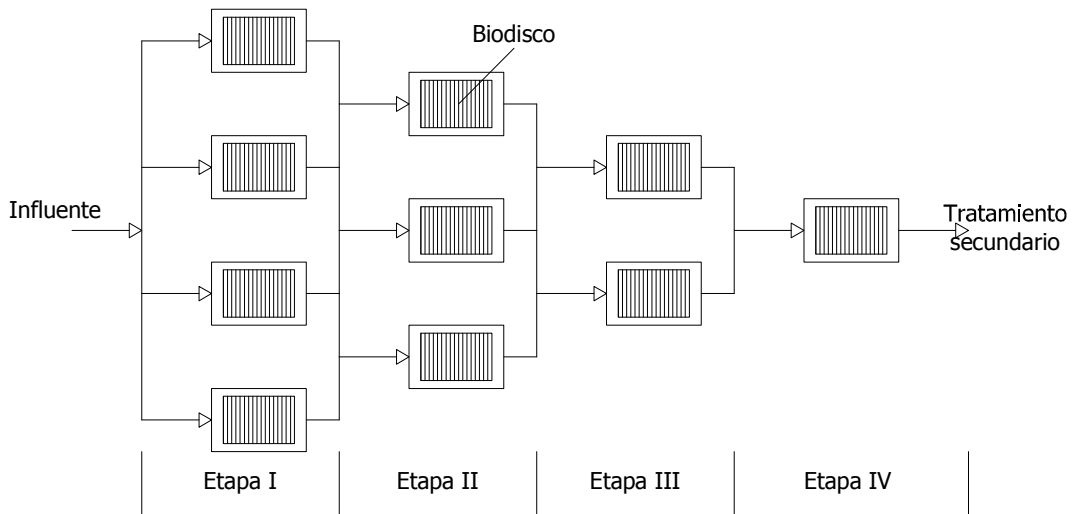 Biodisco
Influente
Tratamiento
secundario
Etapa I
Etapa II
Etapa III
Etapa IV